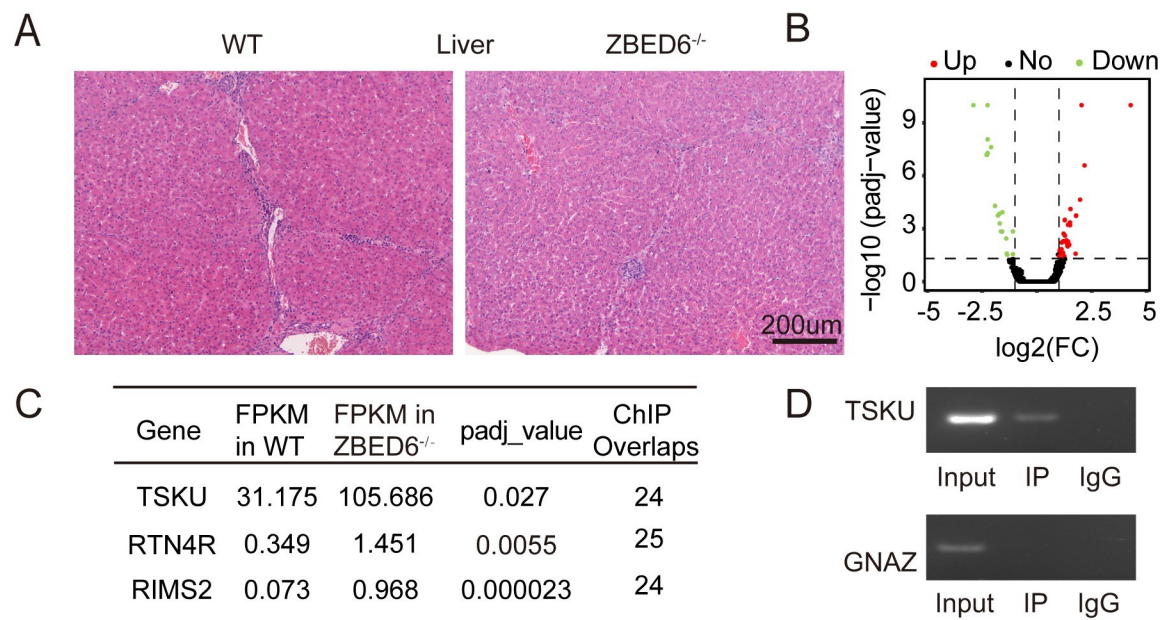 A
WT
Liver
ZBED6-/-
200um
B
Up
No
Down
-log10 (padj-value)
9
6
3
0
-5
-2.5
2.5
5
log2(FC)
C
Gene
FPKM in WT
FPKM in ZBED6-/-
padj_value
ChIP Overlaps
TSKU 31.175 105.686 0.027 24
RTN4R 0.349 1.451 0.0055 25
RIMS2 0.073 0.968 0.000023 24
D
TSKU
Input IP IgG
GNAZ
Input IP IgG